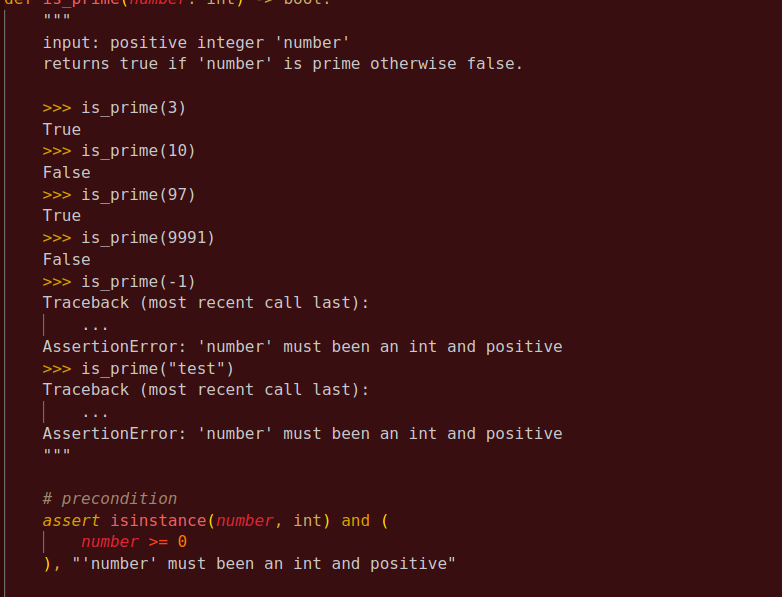 def is_prime(number: int) -> bool:
"""
input: positive integer 'number'
returns true if 'number' is prime otherwise false.
>>> is_prime(3)
True
>>> is_prime(10)
False
>>> is_prime(97)
True
>>> is_prime(9991)
False
>>> is_prime(-1)
Traceback (most recent call last):
...
AssertionError: 'number' must been an int and positive
>>> is_prime("test")
Traceback (most recent call last):
...
AssertionError: 'number' must been an int and positive
"""
# precondition
assert isinstance(number, int) and (
number >= 0
), "'number' must been an int and positive"